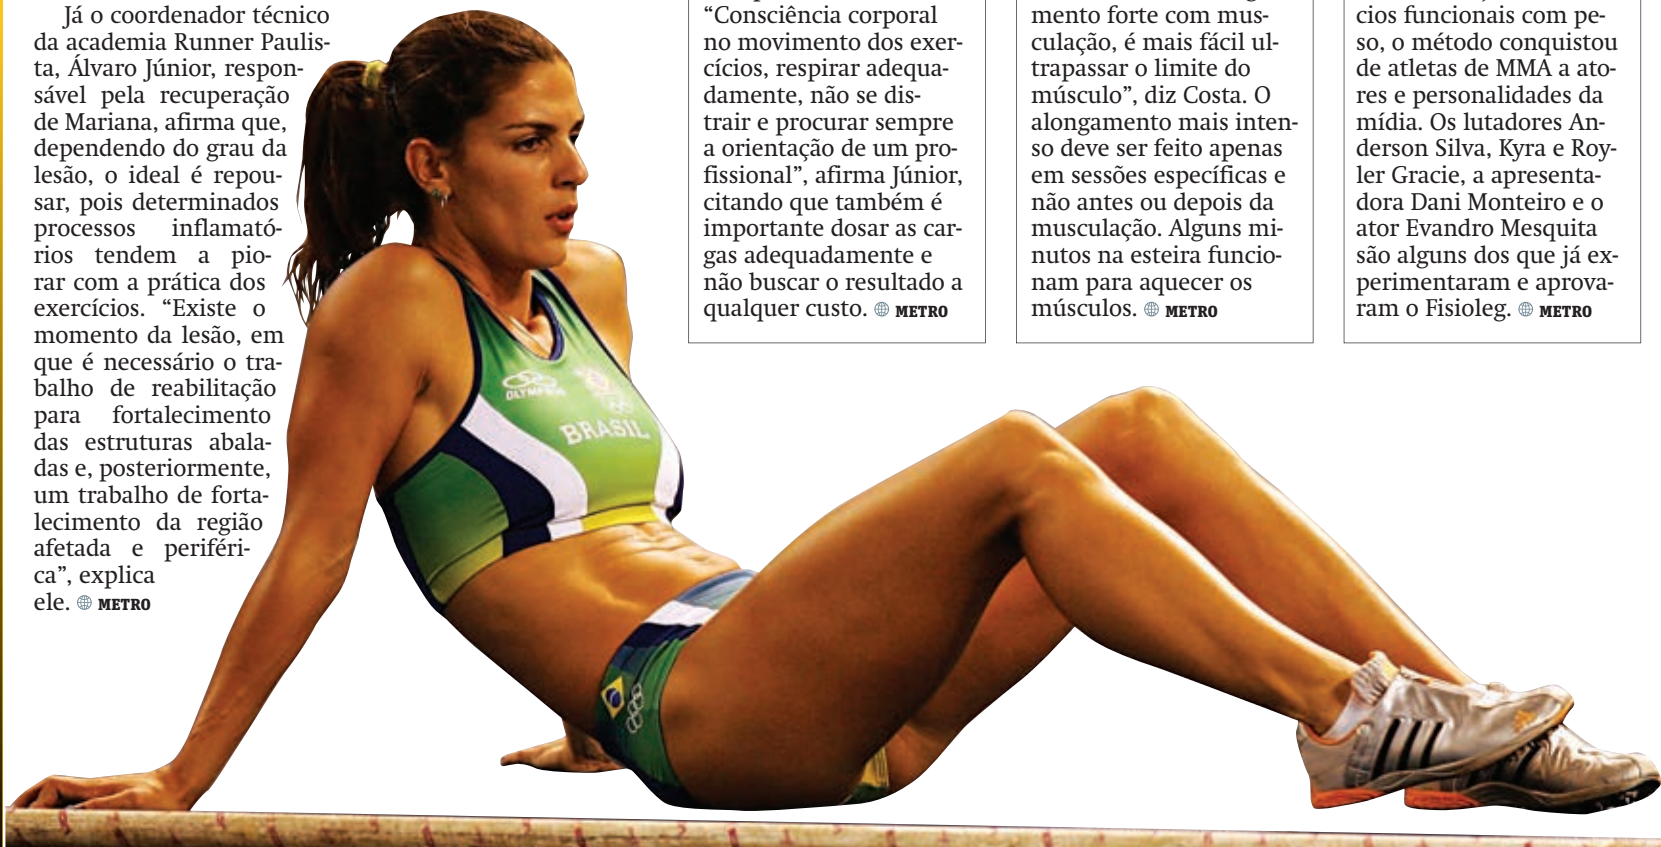 Já o coordenador técnico
da academia Runner Paulis-
ta, Álvaro Júnior, respon-
sável pela recuperação
de Mariana, afirma que,
dependendo do grau da
lesão, o ideal é repou-
sar, pois determinados
processos inflamató-
rios tendem a pio-
rar com a prática dos
exercícios. “Existe o
momento da lesão, em
que é necessário o tra-
balho de reabilitação
para fortalecimento
das estruturas abala-
das e, posteriormente,
um trabalho de forta-
lecimento da região
afetada e periféri-
ca”, explica
ele. METRO
“Consciência corporal
no movimento dos exer-
cícios, respirar adequa-
damente, não se dis-
trair e procurar sempre
a orientação de um pro-
fissional”, afirma Júnior,
citando que também é
importante dosar as car-
gas adequadamente e
não buscar o resultado a
qualquer custo. METRO
mento forte com mus-
culação, é mais fácil ul-
trapassar o limite do
músculo”, diz Costa. O
alongamento mais inten-
so deve ser feito apenas
em sessões específicas e
não antes ou depois da
musculação. Alguns mi-
nutos na esteira funcio-
nam para aquecer os
músculos. METRO
cios funcionais com pe-
so, o método conquistou
de atletas de MMA a ato-
res e personalidades da
mídia. Os lutadores An-
derson Silva, Kyra e Roy-
ler Gracie, a apresenta-
dora Dani Monteiro e o
ator Evandro Mesquita
são alguns dos que já ex-
perimentaram e aprova-
ram o Fisioleg. METRO
BRASIL